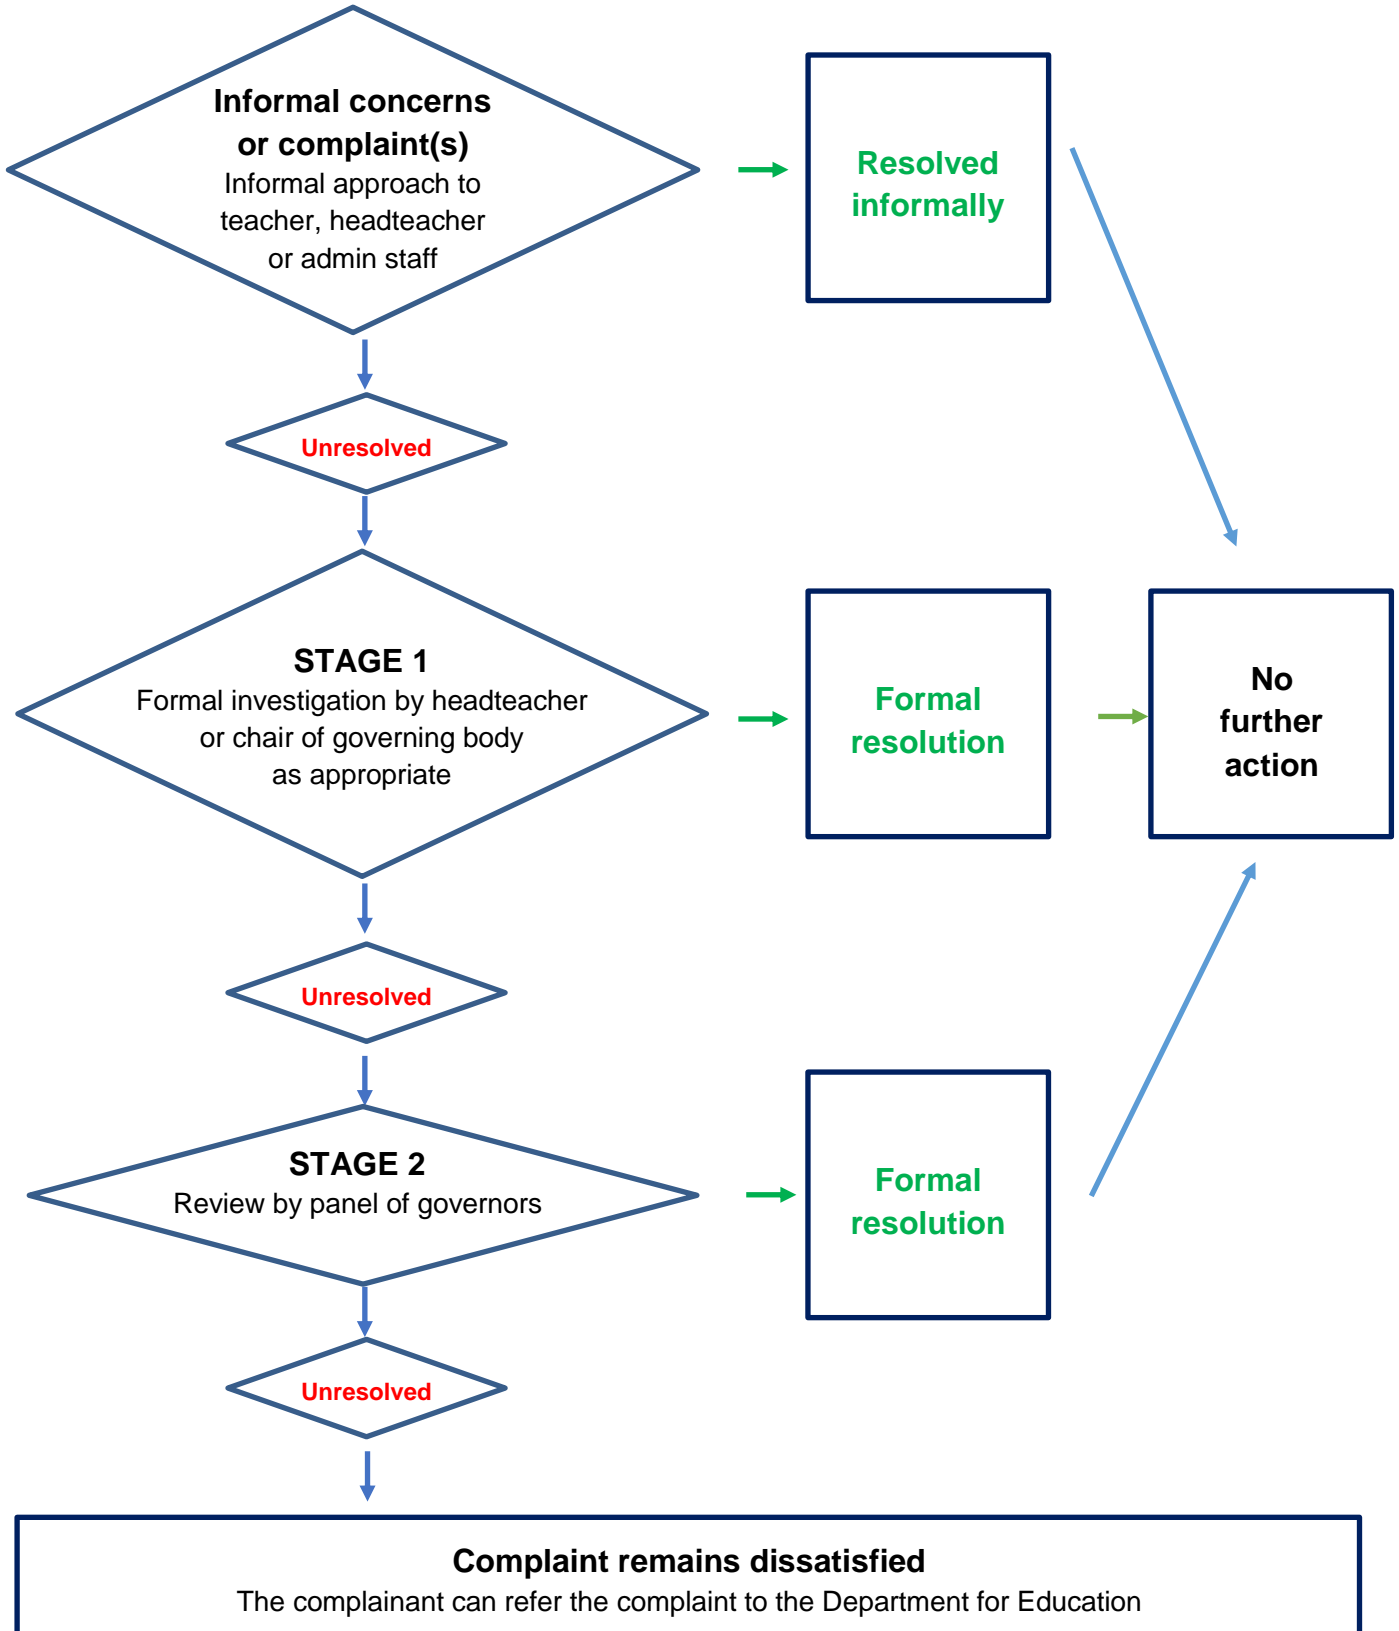 Informal concerns
or complaint(s)
Informal approach to
teacher, headteacher
or admin staff
Resolved
informally
Unresolved
STAGE 1
Formal investigation by headteacher
or chair of governing body
as appropriate
Formal
resolution
No
further
action
Unresolved
STAGE 2
Review by panel of governors
Formal
resolution
Unresolved
Complaint remains dissatisfied
The complainant can refer the complaint to the Department for Education